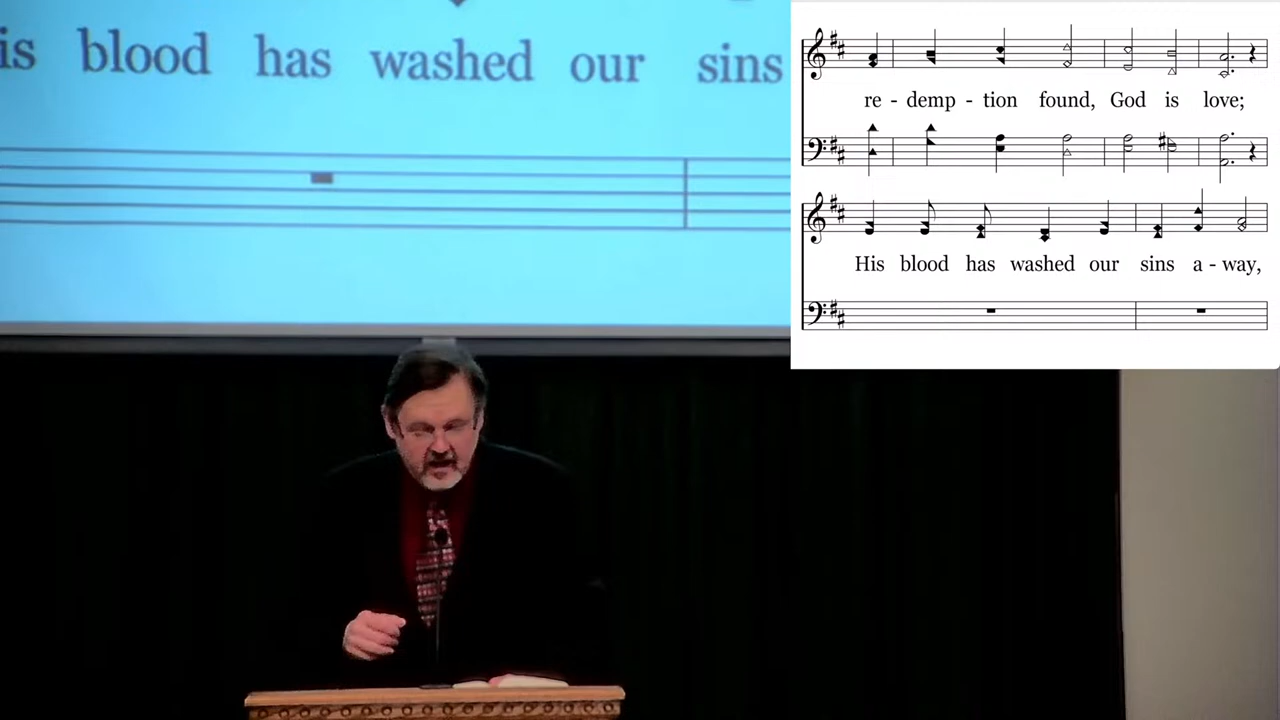 is blood has washed our sins
re - demp - tion found, God is love;
His blood has washed our sins a - way,